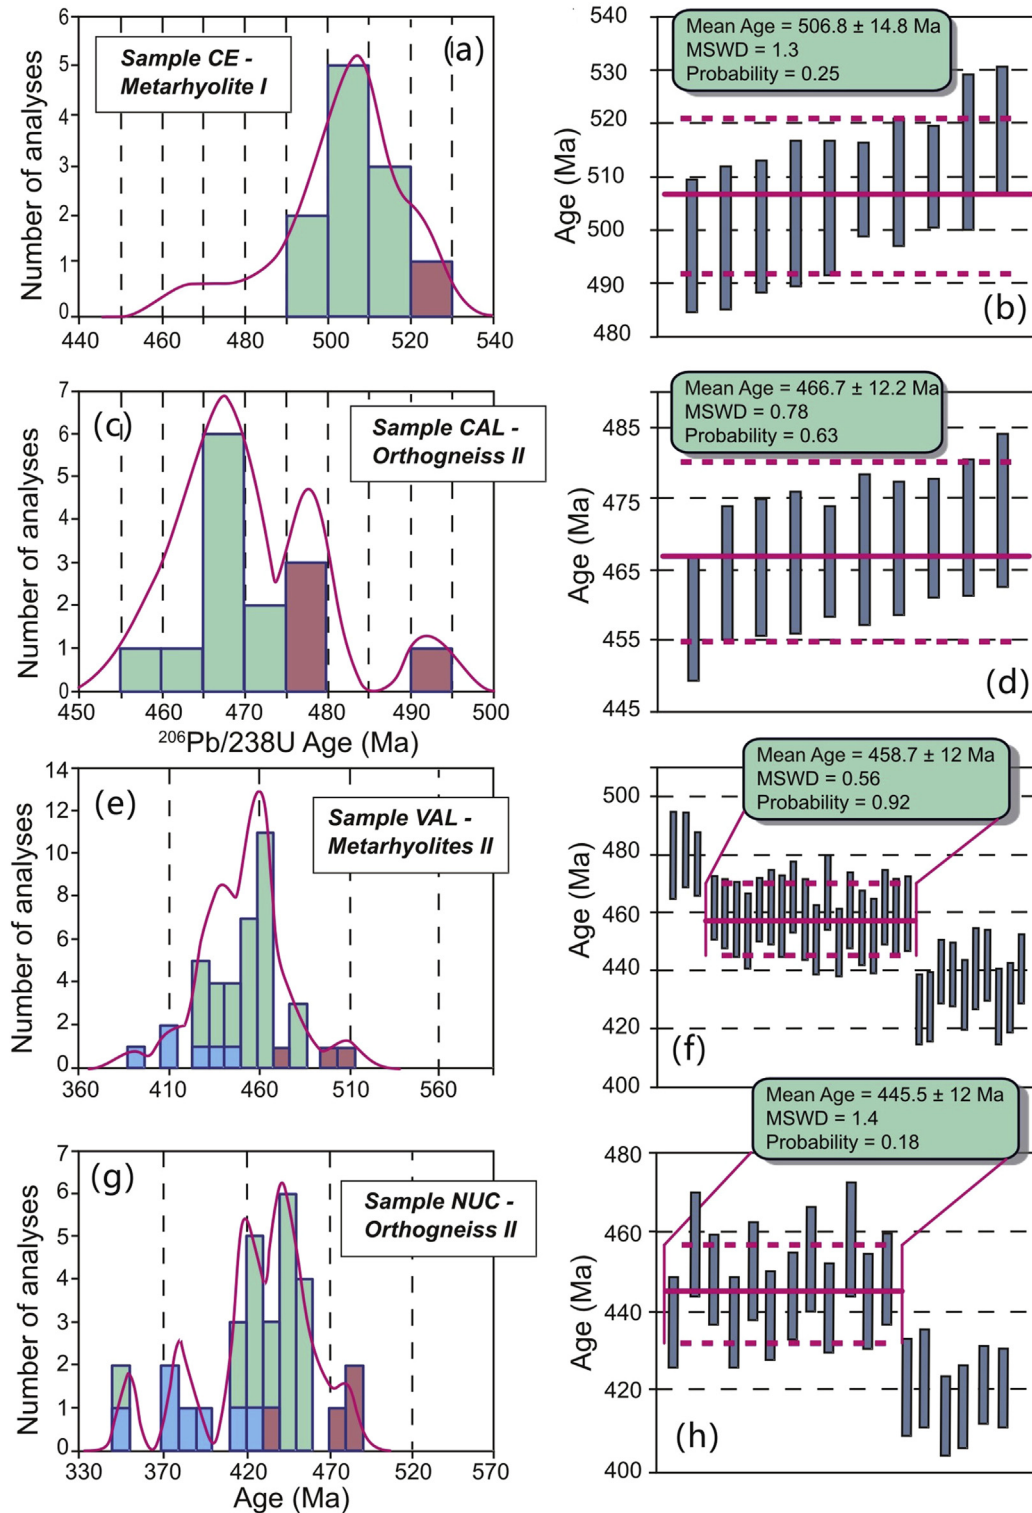 6
5
4
3
2
1
0
Number of analyses
Sample CE -
Metarhyolite I
(a)
440 460 480 500 520 540
540
530
520
510
500
490
480
Age (Ma)
Mean Age = 506.8 ± 14.8 Ma
MSWD = 1.3
Probability = 0.25
(b)
7
6
5
4
3
2
1
0
Number of analyses
(c)
Sample CAL -
Orthogneiss II
450 460 470 480 490 500
206Pb/238U Age (Ma)
485
475
465
455
445
Age (Ma)
Mean Age = 466.7 ± 12.2 Ma
MSWD = 0.78
Probability = 0.63
(d)
14
12
10
8
6
4
2
0
Number of analyses
(e)
Sample VAL -
Metarhyolites II
360 410 460 510 560
500
480
460
440
420
400
Age (Ma)
Mean Age = 458.7 ± 12 Ma
MSWD = 0.56
Probability = 0.92
(f)
7
6
5
4
3
2
1
0
Number of analyses
(g)
Sample NUC -
Orthogneiss II
330 370 420 470 520 570
Age (Ma)
480
460
440
420
400
Age (Ma)
Mean Age = 445.5 ± 12 Ma
MSWD = 1.4
Probability = 0.18
(h)